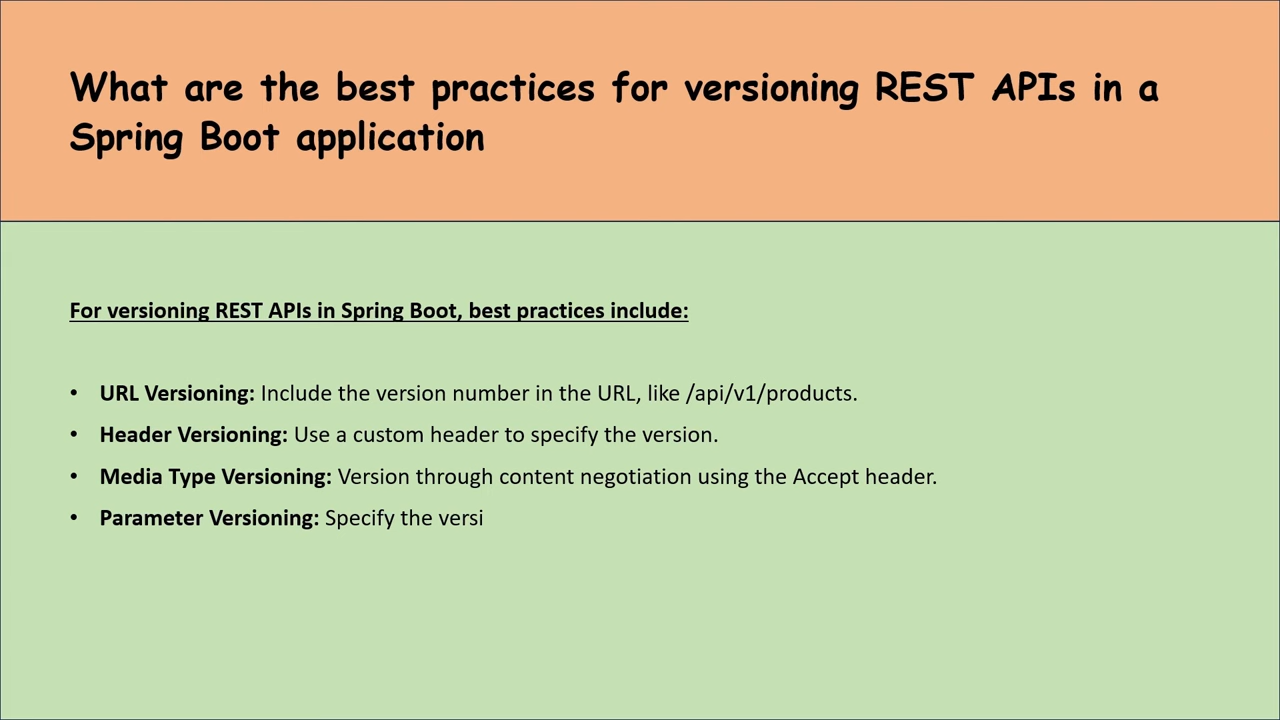 What are the best practices for versioning REST APIs in a
Spring Boot application
For versioning REST APIs in Spring Boot, best practices include:
• URL Versioning: Include the version number in the URL, like /api/v1/products.
• Header Versioning: Use a custom header to specify the version.
• Media Type Versioning: Version through content negotiation using the Accept header.
• Parameter Versioning: Specify the versi